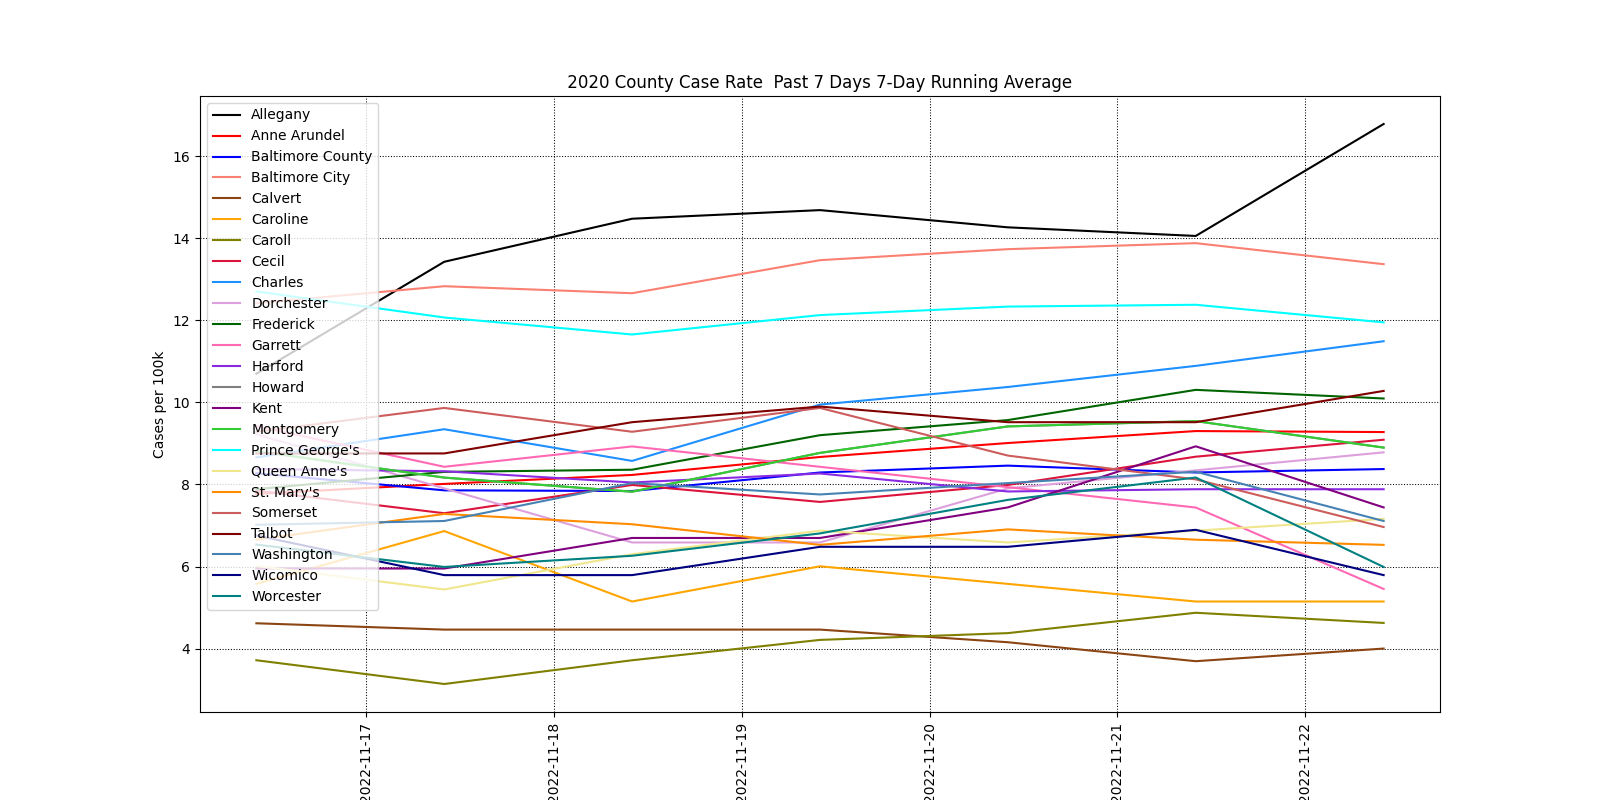 2020 County Case Rate  Past 7 Days 7-Day Running Average
Cases per 100k
16
14
12
10
8
6
4
Allegany
Anne Arundel
Baltimore County
Baltimore City
Calvert
Caroline
Caroll
Cecil
Charles
Dorchester
Frederick
Garrett
Harford
Howard
Kent
Montgomery
Prince George's
Queen Anne's
St. Mary's
Somerset
Talbot
Washington
Wicomico
Worcester
2022-11-17
2022-11-18
2022-11-19
2022-11-20
2022-11-21
2022-11-22